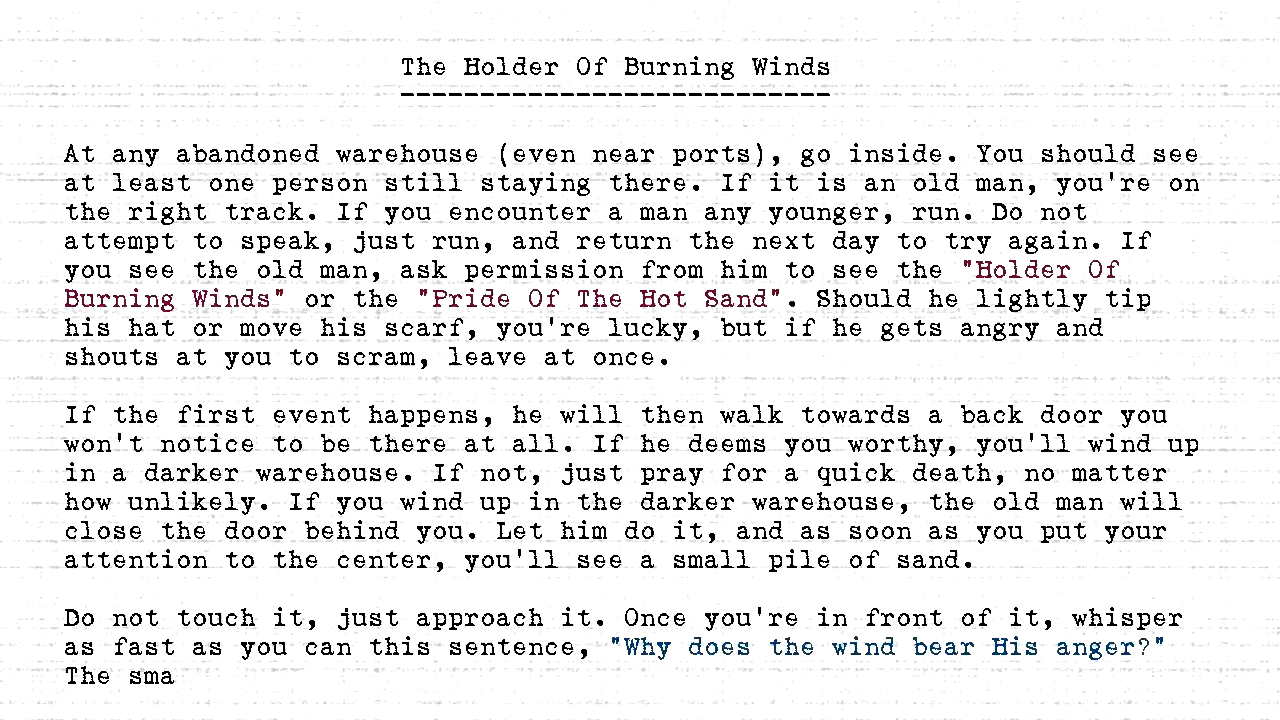 The Holder Of Burning Winds
---------------------------
At any abandoned warehouse (even near ports), go inside. You should see
at least one person still staying there. If it is an old man, you're on
the right track. If you encounter a man any younger, run. Do not
attempt to speak, just run, and return the next day to try again. If
you see the old man, ask permission from him to see the "Holder Of
Burning Winds" or the "Pride Of The Hot Sand". Should he lightly tip
his hat or move his scarf, you're lucky, but if he gets angry and
shouts at you to scram, leave at once.
If the first event happens, he will then walk towards a back door you
won't notice to be there at all. If he deems you worthy, you'll wind up
in a darker warehouse. If not, just pray for a quick death, no matter
how unlikely. If you wind up in the darker warehouse, the old man will
close the door behind you. Let him do it, and as soon as you put your
attention to the center, you'll see a small pile of sand.
Do not touch it, just approach it. Once you're in front of it, whisper
as fast as you can this sentence, "Why does the wind bear His anger?"
The sma